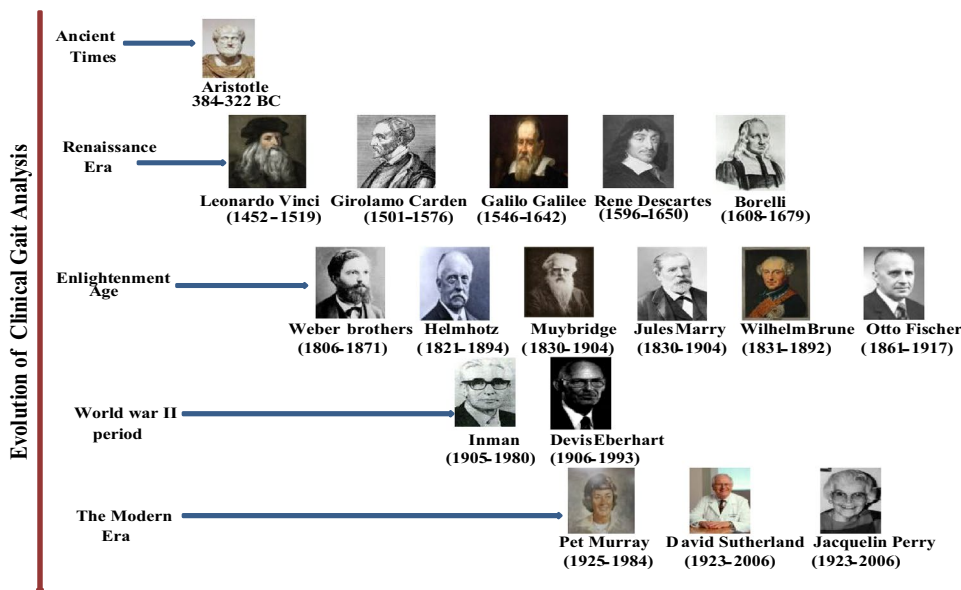 Evolution of Clinical Gait Analysis
Ancient
Times
Aristotle
384-322 BC
Renaissance
Era
Leonardo Vinci
(1452-1519)
Girolamo Carden
(1501-1576)
Galilo Galilee
(1546-1642)
Rene Descartes
(1596-1650)
Borelli
(1608-1679)
Enlightenment
Age
Weber brothers
(1806-1871)
Helmhotz
(1821-1894)
Muybridge
(1830-1904)
Jules Marry
(1830-1904)
Wilhelm Brune
(1831-1892)
Otto Fischer
(1861-1917)
World war II
period
Inman
(1905-1980)
Devis Eberhart
(1906-1993)
The Modern
Era
Pet Murray
(1925-1984)
David Sutherland
(1923-2006)
Jacquelin Perry
(1923-2006)